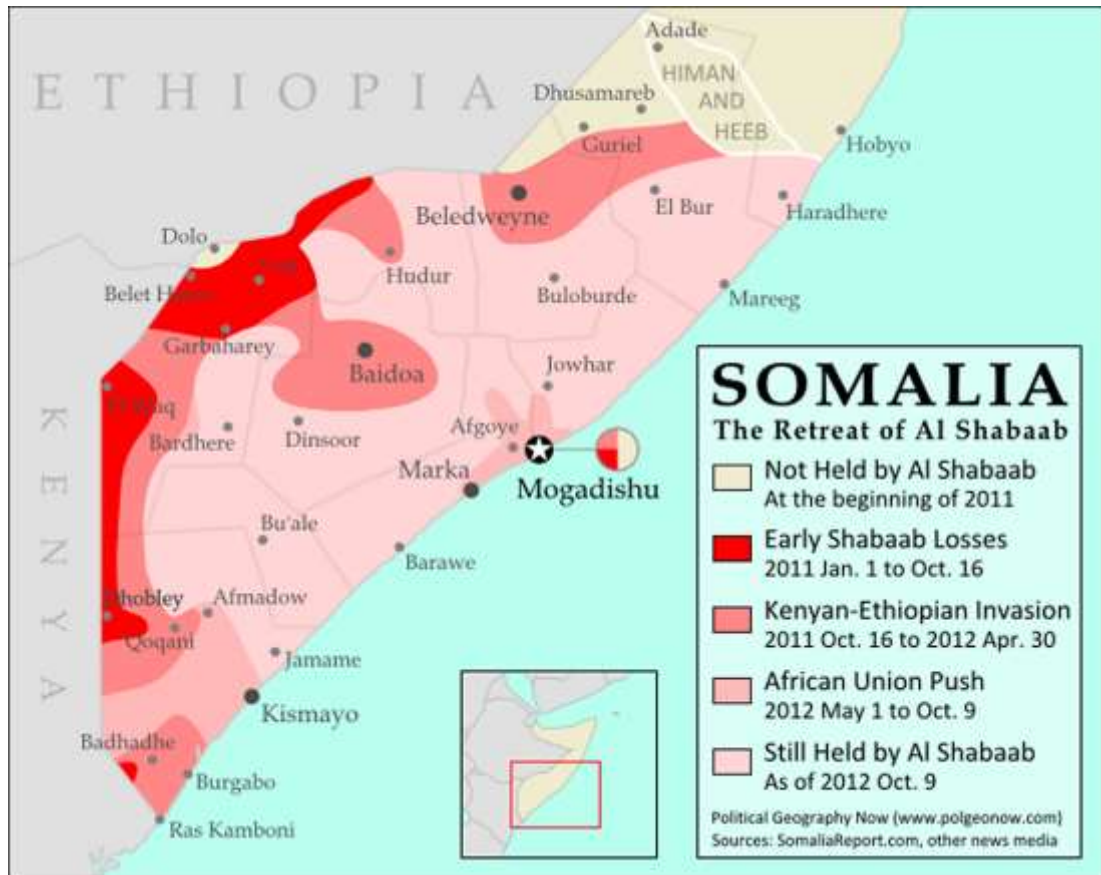 ETHIOPIA
KENYA
Adade
HIMAN
AND
HEEB
Dhusamareb
Guriel
Hobyo
Beledweyne
El Bur
Haradhere
Dolo
Hudur
Belet
Buloburde
Mareeg
Garbaharey
Baidoa
Jowhar
Bardhere
Dinsoor
Afgoye
Marka
Mogadishu
Bu'ale
Barawe
Dhobley
Afmadow
Qoqani
Jamame
Kismayo
Badhadhe
Burgabo
Ras Kamboni
SOMALIA
The Retreat of Al Shabaab
Not Held by Al Shabaab
At the beginning of 2011
Early Shabaab Losses
2011 Jan. 1 to Oct. 16
Kenyan-Ethiopian Invasion
2011 Oct. 16 to 2012 Apr. 30
African Union Push
2012 May 1 to Oct. 9
Still Held by Al Shabaab
As of 2012 Oct. 9
Political Geography Now (www.polgeonow.com)
Sources: SomaliaReport.com, other news media